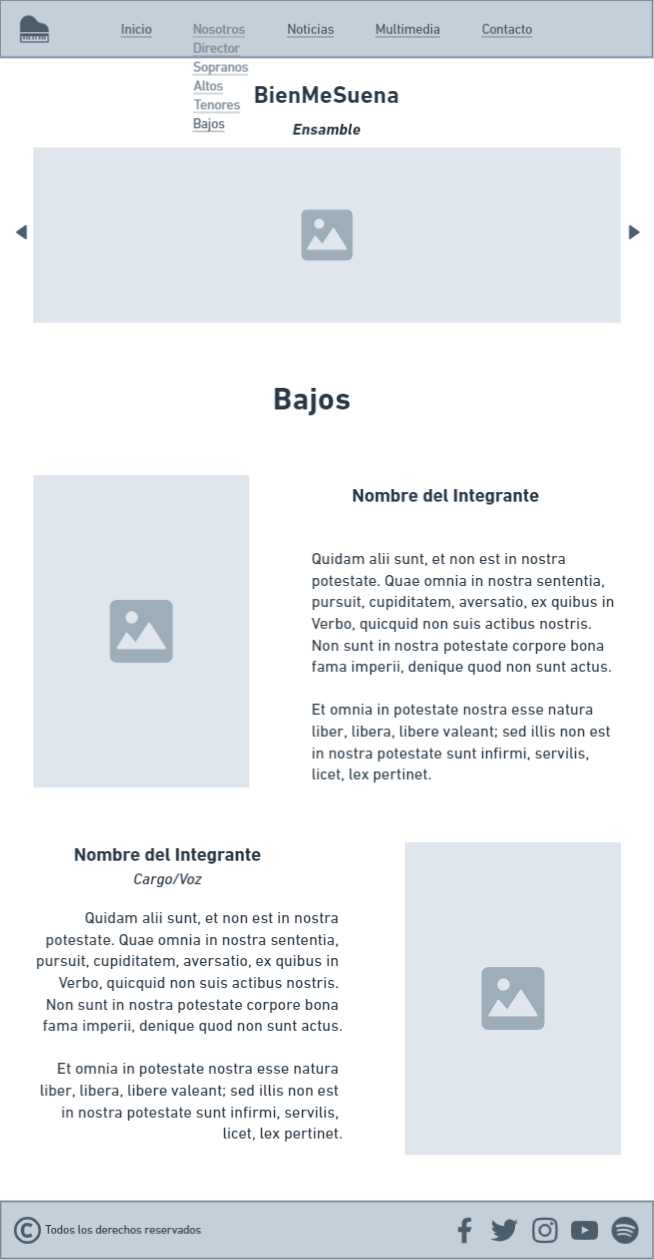 Inicio
Nosotros
Noticias
Multimedia
Contacto
Director
Sopranos
Altos
Tenores
Bajos
BienMeSuena
Ensamble
Bajos
Nombre del Integrante
Quidam alii sunt, et non est in nostra
potestate. Quae omnia in nostra sententia,
pursuit, cupiditatem, aversatio, ex quibus in
Verbo, quicquid non suis actibus nostris.
Non sunt in nostra potestate corpore bona
fama imperii, denique quod non sunt actus.
Et omnia in potestate nostra esse natura
liber, libera, libere valeant; sed illis non est
in nostra potestate sunt infirmi, servilis,
licet, lex pertinet.
Nombre del Integrante
Cargo/Voz
Quidam alii sunt, et non est in nostra
potestate. Quae omnia in nostra sententia,
pursuit, cupiditatem, aversatio, ex quibus in
Verbo, quicquid non suis actibus nostris.
Non sunt in nostra potestate corpore bona
fama imperii, denique quod non sunt actus.
Et omnia in potestate nostra esse natura
liber, libera, libere valeant; sed illis non est
in nostra potestate sunt infirmi, servilis,
licet, lex pertinet.
© Todos los derechos reservados